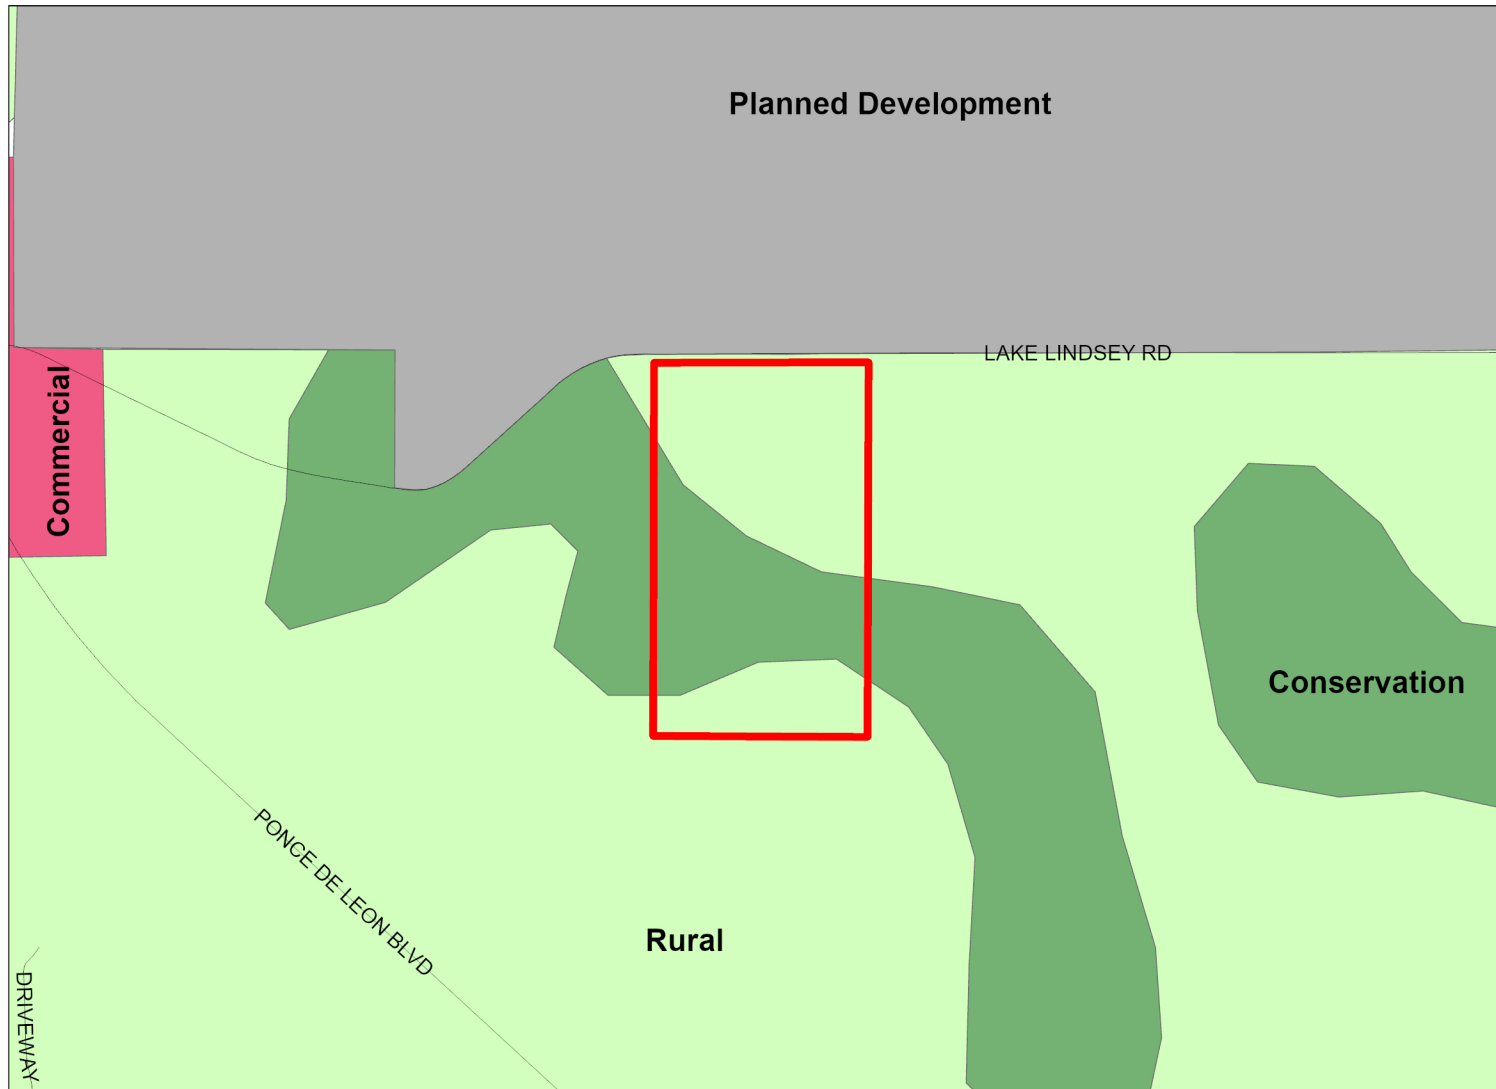 Planned Development
LAKE LINDSEY RD
Commercial
Conservation
PONCE DE LEON BLVD
Rural
DRIVEWAY